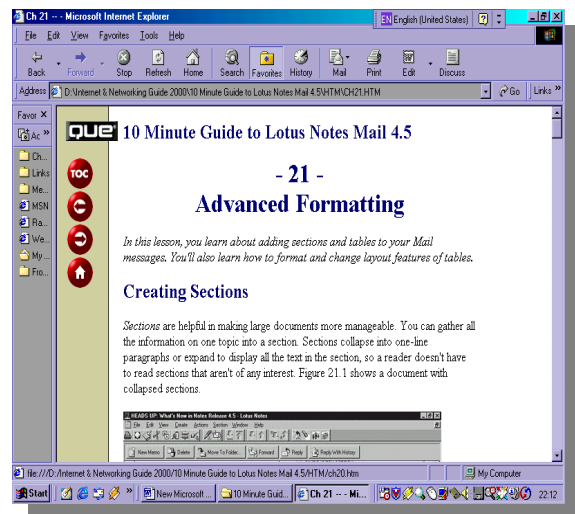 Ch 21 -- - Microsoft Internet Explorer
EN English (United States)
File Edit View Favorites Tools Help
Back Forward Stop Refresh Home Search Favorites History Mail Print Edit Discuss
Address D:\Internet & Networking Guide 2000\10 Minute Guide to Lotus Notes Mail 4.5\HTM\CH21.HTM Go Links »
Favor ×
Ac »
Ch...
Links
Me...
MSN
Ra...
We...
My ...
Fro...
QUE
TOC
10 Minute Guide to Lotus Notes Mail 4.5
- 21 -
Advanced Formatting
In this lesson, you learn about adding sections and tables to your Mail
messages. You'll also learn how to format and change layout features of tables.
Creating Sections
Sections are helpful in making large documents more manageable. You can gather all
the information on one topic into a section. Sections collapse into one-line
paragraphs or expand to display all the text in the section, so a reader doesn't have
to read sections that aren't of any interest. Figure 21.1 shows a document with
collapsed sections.
HEADS UP: What's New in Notes Release 4.5 - Lotus Notes
File Edit View Create Actions Section Window Help
New Memo Delete Move To Folder... Forward Reply Reply With History
file:///D:/Internet & Networking Guide 2000/10 Minute Guide to Lotus Notes Mail 4.5/HTM/ch20.htm My Computer
Start » New Microsoft ... 10 Minute Guid... Ch 21 -- - Mi... 22:12